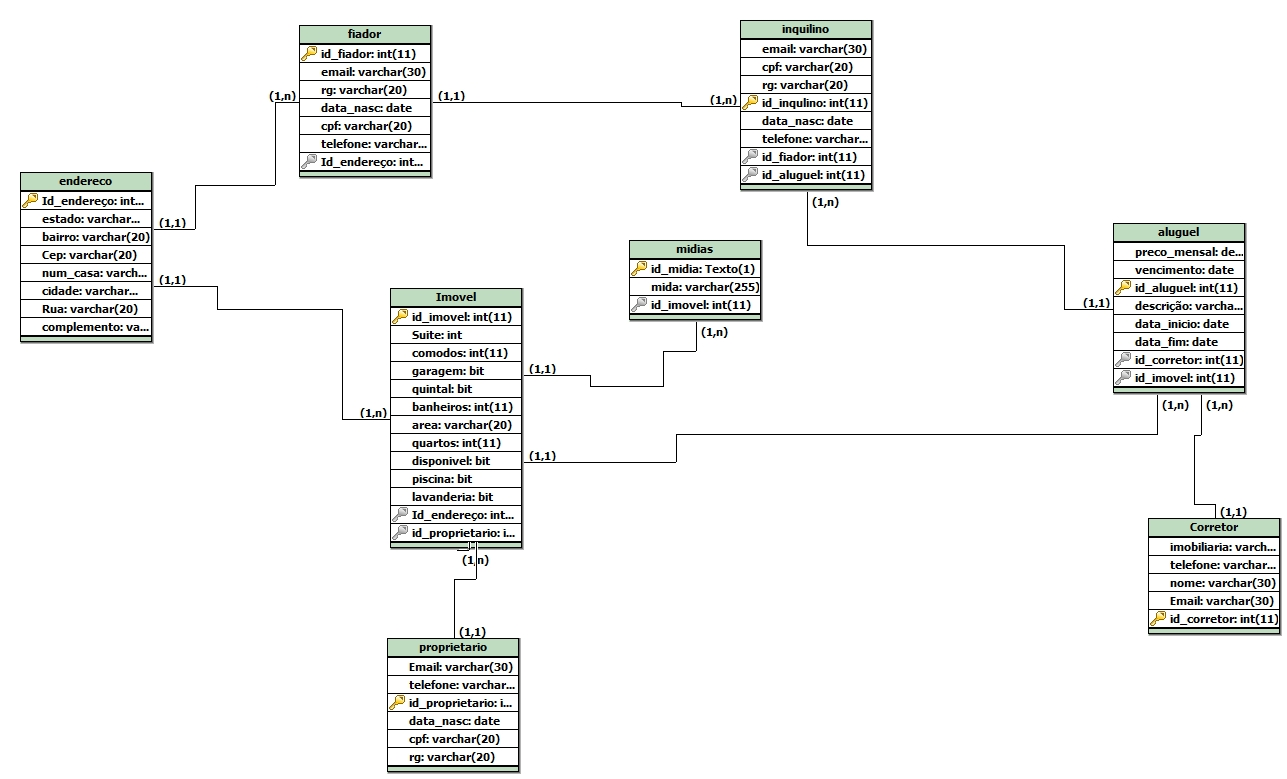 fiador
id_fiador: int(11)
email: varchar(30)
rg: varchar(20)
data_nasc: date
cpf: varchar(20)
telefone: varchar...
Id_endereço: int...
(1,n)
(1,1)
inquilino
email: varchar(30)
cpf: varchar(20)
rg: varchar(20)
id_inqulino: int(11)
data_nasc: date
telefone: varchar...
id_fiador: int(11)
id_aluguel: int(11)
(1,n)
(1,n)
endereco
Id_endereço: int...
estado: varchar...
bairro: varchar(20)
Cep: varchar(20)
num_casa: varch...
cidade: varchar...
Rua: varchar(20)
complemento: va...
(1,1)
(1,1)
midias
id_midia: Texto(1)
mida: varchar(255)
id_imovel: int(11)
(1,n)
aluguel
preco_mensal: de...
vencimento: date
id_aluguel: int(11)
descrição: varcha...
data_inicio: date
data_fim: date
id_corretor: int(11)
id_imovel: int(11)
(1,1)
(1,n)
(1,n)
Imovel
id_imovel: int(11)
Suite: int
comodos: int(11)
garagem: bit
quintal: bit
banheiros: int(11)
area: varchar(20)
quartos: int(11)
disponivel: bit
piscina: bit
lavanderia: bit
Id_endereço: int...
id_proprietario: i...
(1,1)
(1,n)
(1,1)
(1,n)
(1,1)
Corretor
imobiliaria: varch...
telefone: varchar...
nome: varchar(30)
Email: varchar(30)
id_corretor: int(11)
(1,1)
proprietario
Email: varchar(30)
telefone: varchar...
id_proprietario: i...
data_nasc: date
cpf: varchar(20)
rg: varchar(20)